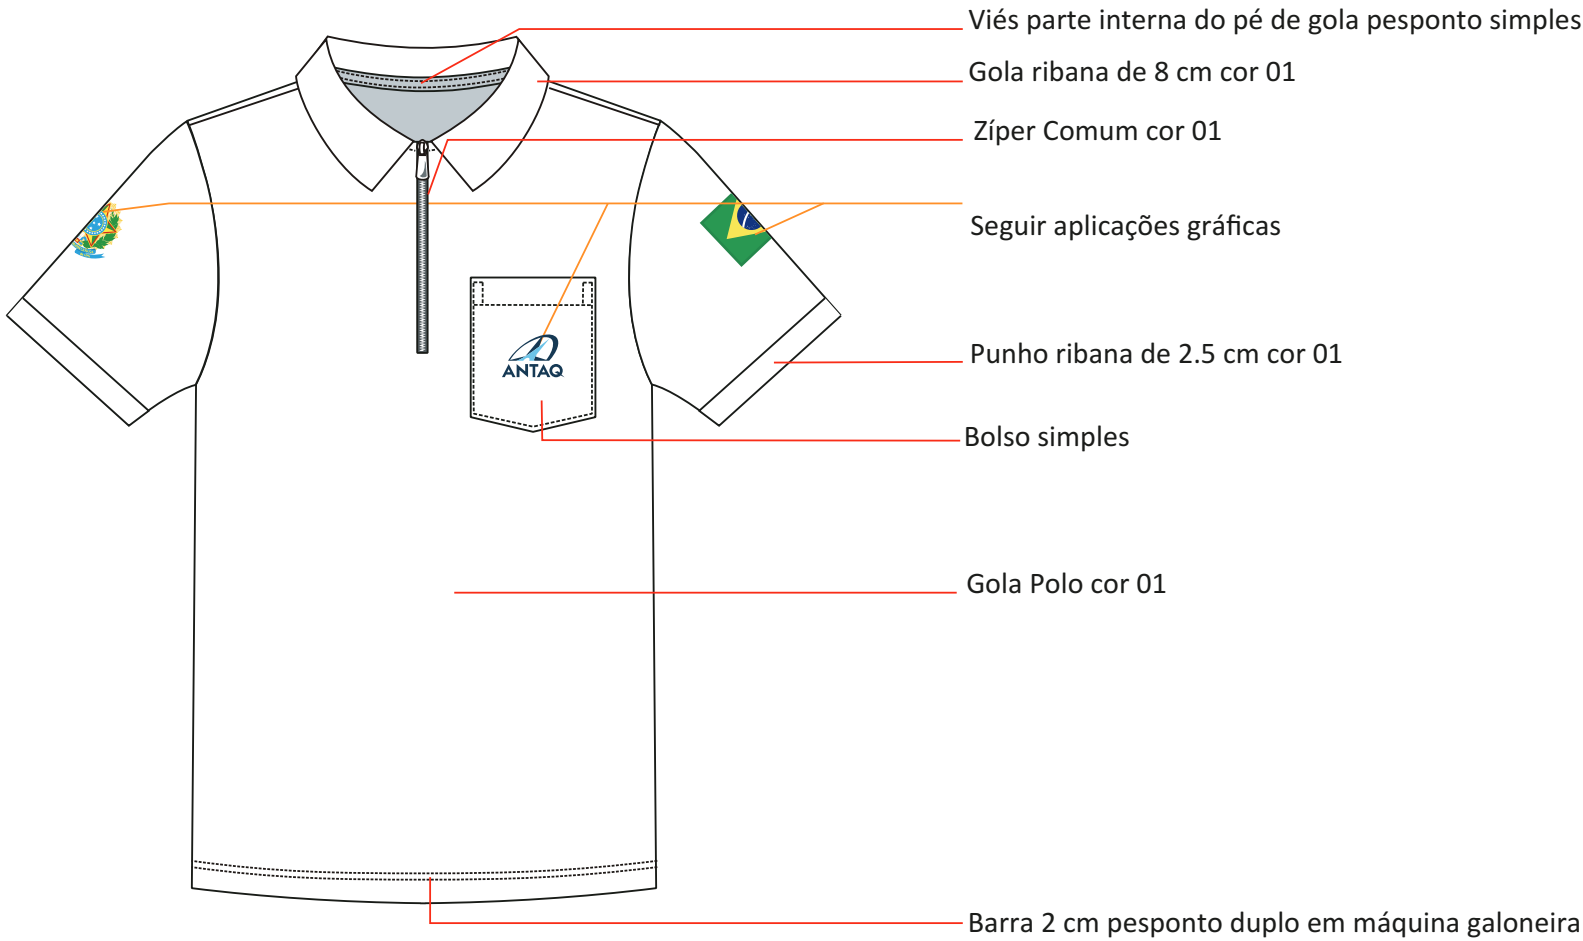 Viés parte interna do pé de gola pesponto simples
Gola ribana de 8 cm cor 01
Zíper Comum cor 01
Seguir aplicações gráficas
Punho ribana de 2.5 cm cor 01
ANTAQ
Bolso simples
Gola Polo cor 01
Barra 2 cm pesponto duplo em máquina galoneira